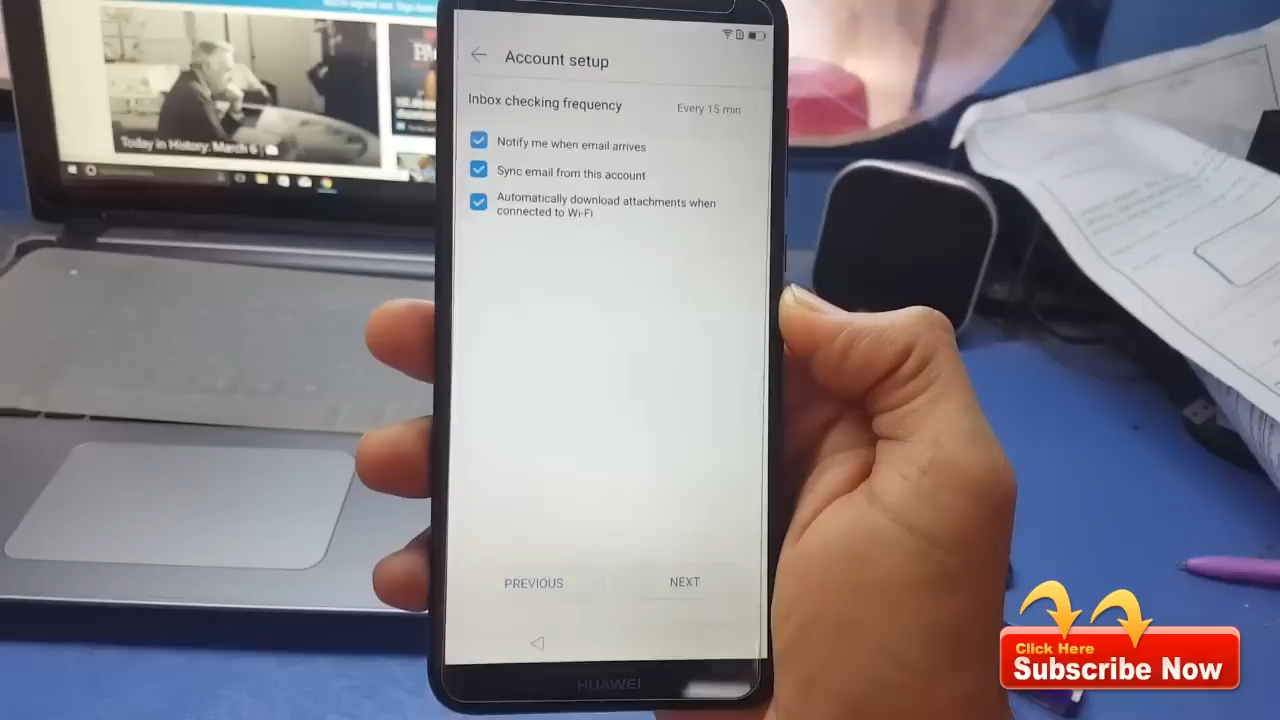 Account setup
Inbox checking frequency
Every 15 min
Notify me when email arrives
Sync email from this account
Automatically download attachments when
connected to Wi-Fi
PREVIOUS
NEXT
HUAWEI
Today in History: March 6
Click Here
Subscribe Now